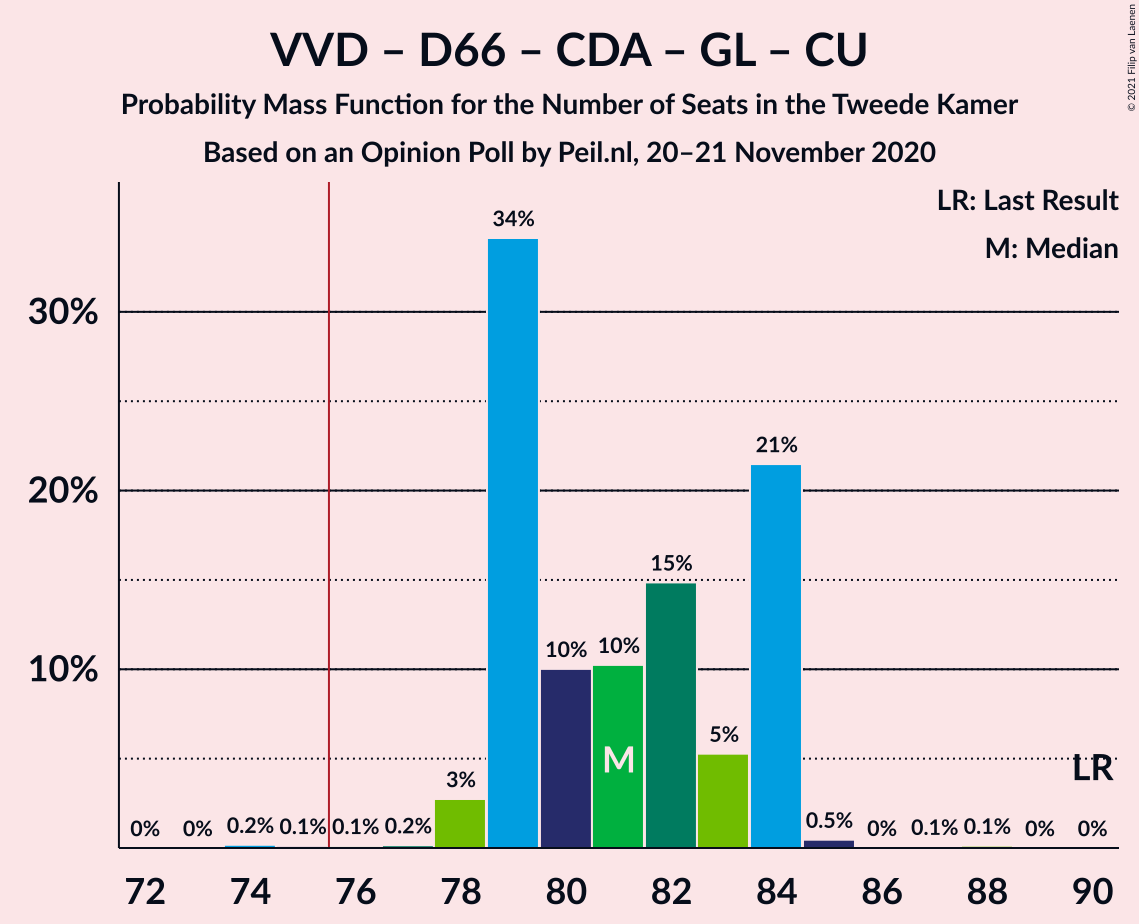 VVD – D66 – CDA – GL – CU
Probability Mass Function for the Number of Seats in the Tweede Kamer
Based on an Opinion Poll by Peil.nl, 20–21 November 2020
© 2021 Filip van Laenen
LR: Last Result
M: Median
34%
30%
21%
20%
15%
10% 10%
10%
5%
M
LR
3%
0% 0% 0.2% 0.1% 0.1% 0.2% 0.5% 0% 0.1% 0.1% 0% 0%
72 74 76 78 80 82 84 86 88 90